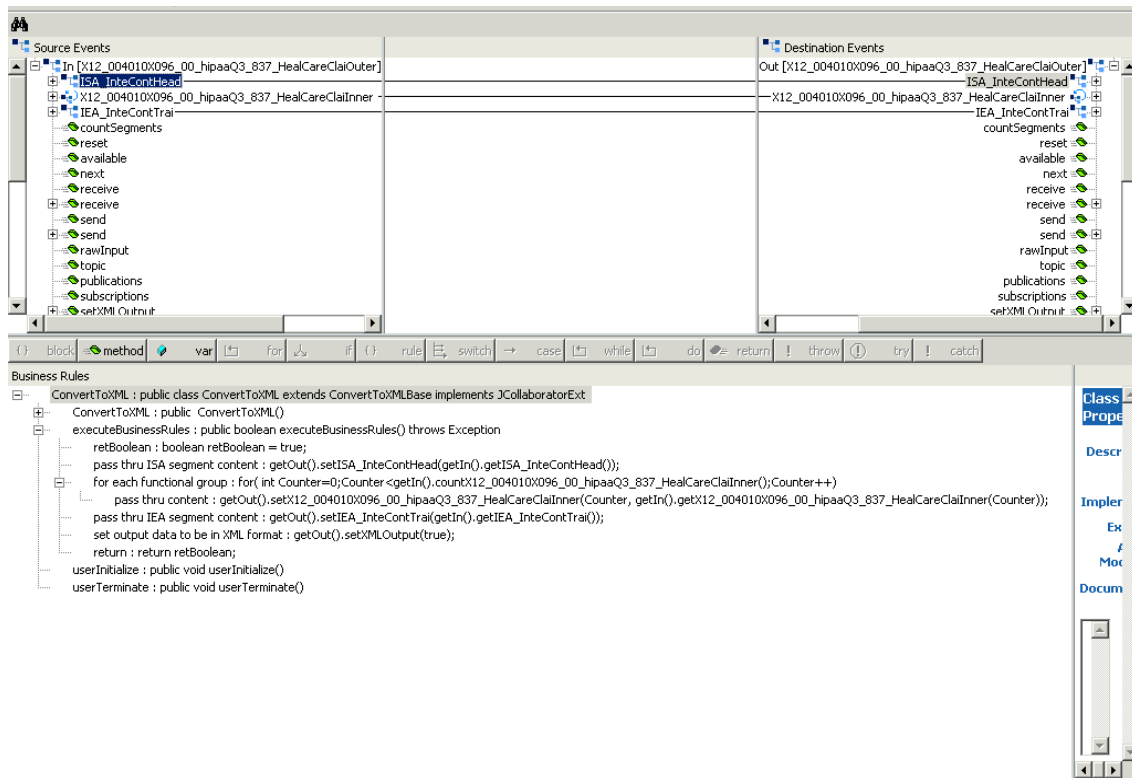 Source Events
Destination Events
In [X12_004010X096_00_hipaaQ3_837_HealCareClaiOuter]
Out [X12_004010X096_00_hipaaQ3_837_HealCareClaiOuter]
ISA_InteContHead
ISA_InteContHead
X12_004010X096_00_hipaaQ3_837_HealCareClaiInner
X12_004010X096_00_hipaaQ3_837_HealCareClaiInner
IEA_InteContTrai
IEA_InteContTrai
countSegments
countSegments
reset
reset
available
available
next
next
receive
receive
receive
receive
send
send
send
send
rawInput
rawInput
topic
topic
publications
publications
subscriptions
subscriptions
setXMLOutput
setXMLOutput
{} block method var for if {} rule switch → case while do return ! throw try ! catch
Business Rules
ConvertToXML : public class ConvertToXML extends ConvertToXMLBase implements JCollaboratorExt
ConvertToXML : public ConvertToXML()
executeBusinessRules : public boolean executeBusinessRules() throws Exception
retBoolean : boolean retBoolean = true;
pass thru ISA segment content : getOut().setISA_InteContHead(getIn().getISA_InteContHead());
for each functional group : for( int Counter=0;Counter<getIn().countX12_004010X096_00_hipaaQ3_837_HealCareClaiInner();Counter++)
pass thru content : getOut().setX12_004010X096_00_hipaaQ3_837_HealCareClaiInner(Counter, getIn().getX12_004010X096_00_hipaaQ3_837_HealCareClaiInner(Counter));
pass thru IEA segment content : getOut().setIEA_InteContTrai(getIn().getIEA_InteContTrai());
set output data to be in XML format : getOut().setXMLOutput(true);
return : return retBoolean;
userInitialize : public void userInitialize()
userTerminate : public void userTerminate()
Class
Prope
Descr
Impler
Ex
A
Moc
Docum